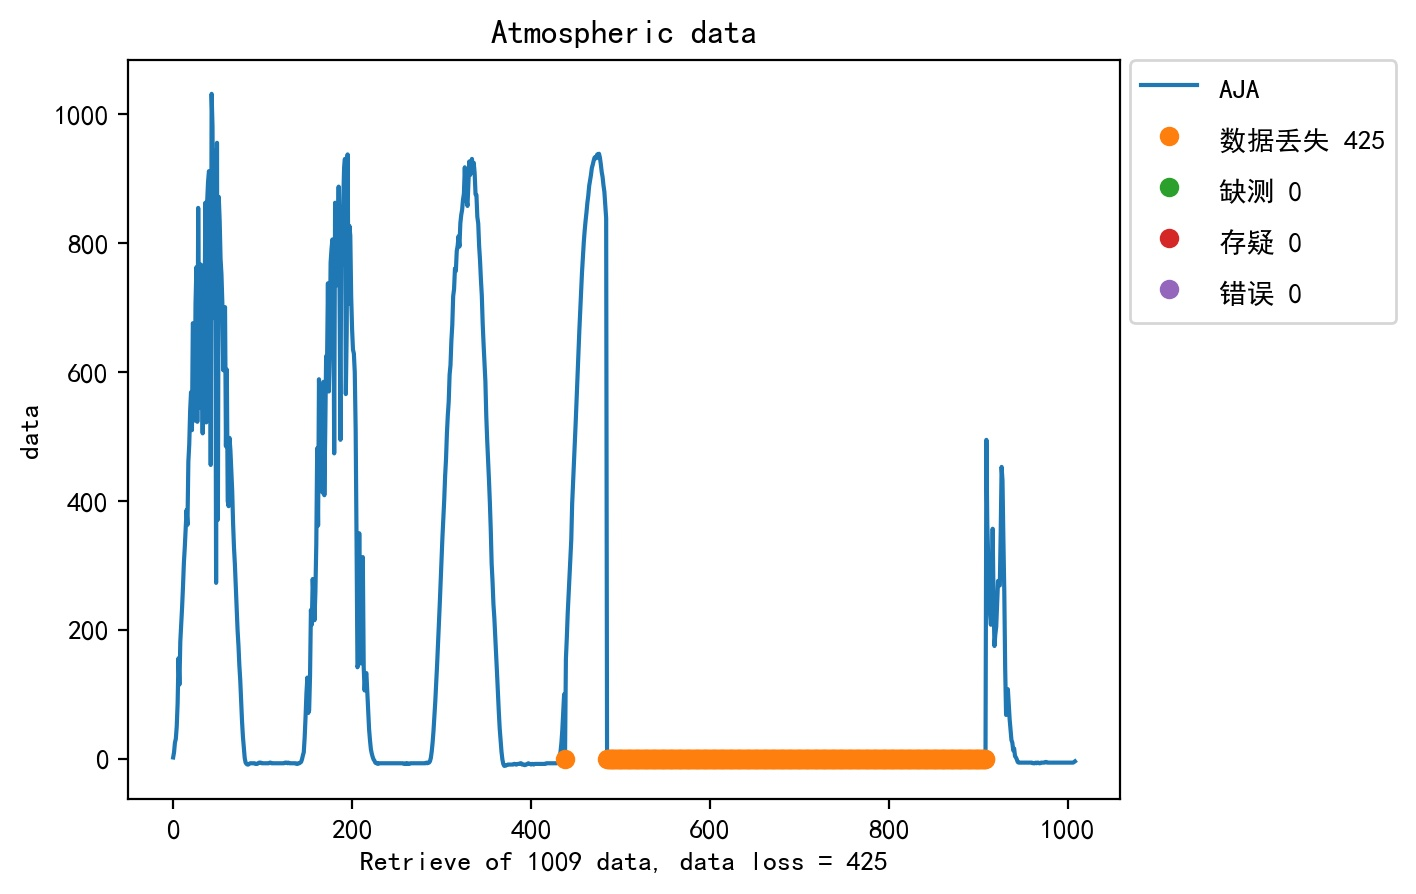 Atmospheric data
AJA
数据丢失 425
缺测 0
存疑 0
错误 0
1000
800
600
400
200
0
data
0 200 400 600 800 1000
Retrieve of 1009 data, data loss = 425